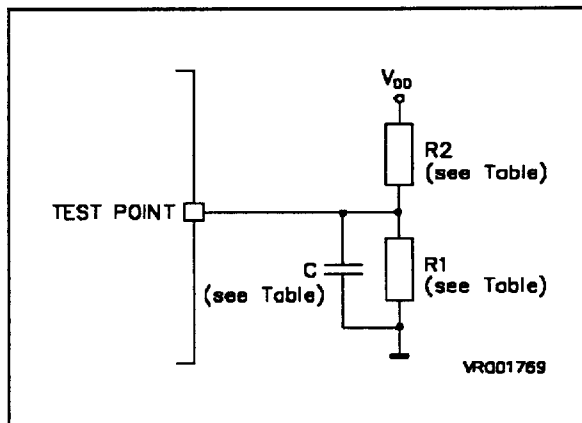 VDD
R2
(see Table)
TEST POINT
C
(see Table)
R1
(see Table)
VR001769